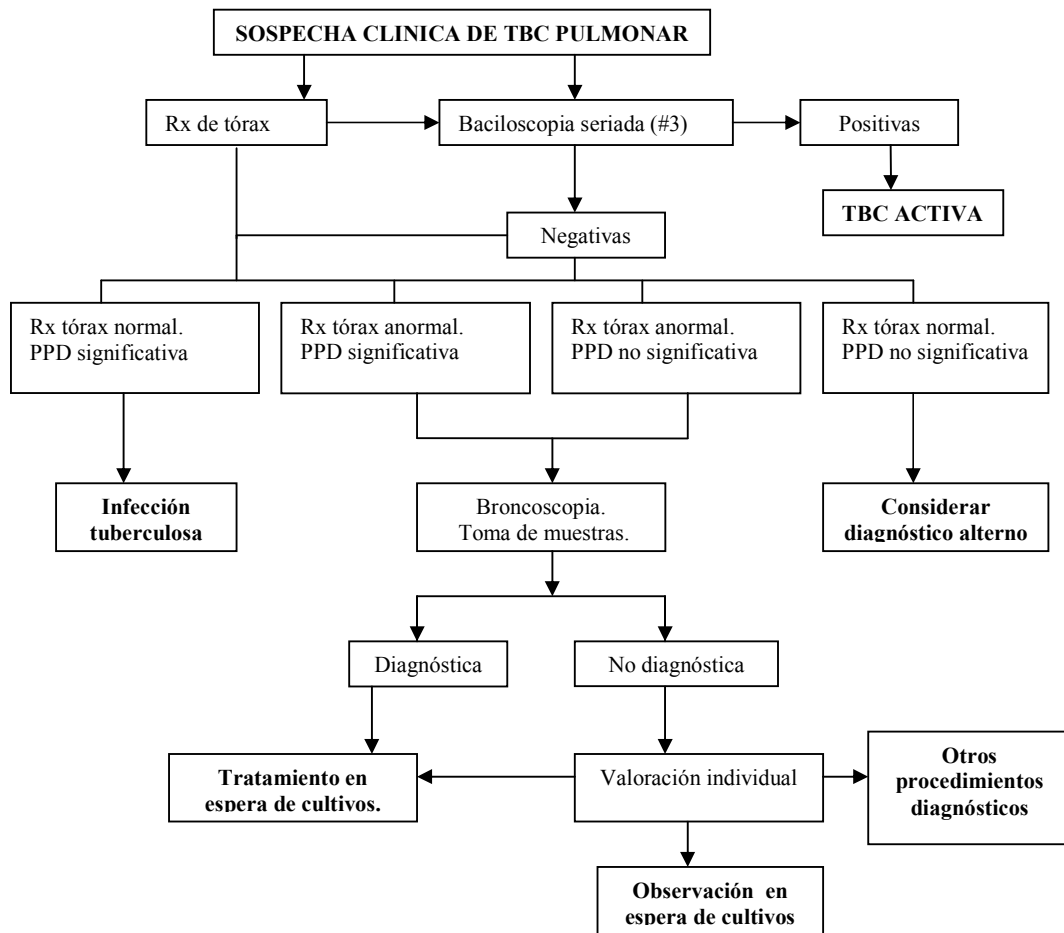 SOSPECHA CLINICA DE TBC PULMONAR
Rx de tórax
Baciloscopia seriada (#3)
Positivas
TBC ACTIVA
Negativas
Rx tórax normal.
PPD significativa
Rx tórax anormal.
PPD significativa
Rx tórax anormal.
PPD no significativa
Rx tórax normal.
PPD no significativa
Infección
tuberculosa
Broncoscopia.
Toma de muestras.
Considerar
diagnóstico alterno
Diagnóstica
No diagnóstica
Tratamiento en
espera de cultivos.
Valoración individual
Otros
procedimientos
diagnósticos
Observación en
espera de cultivos